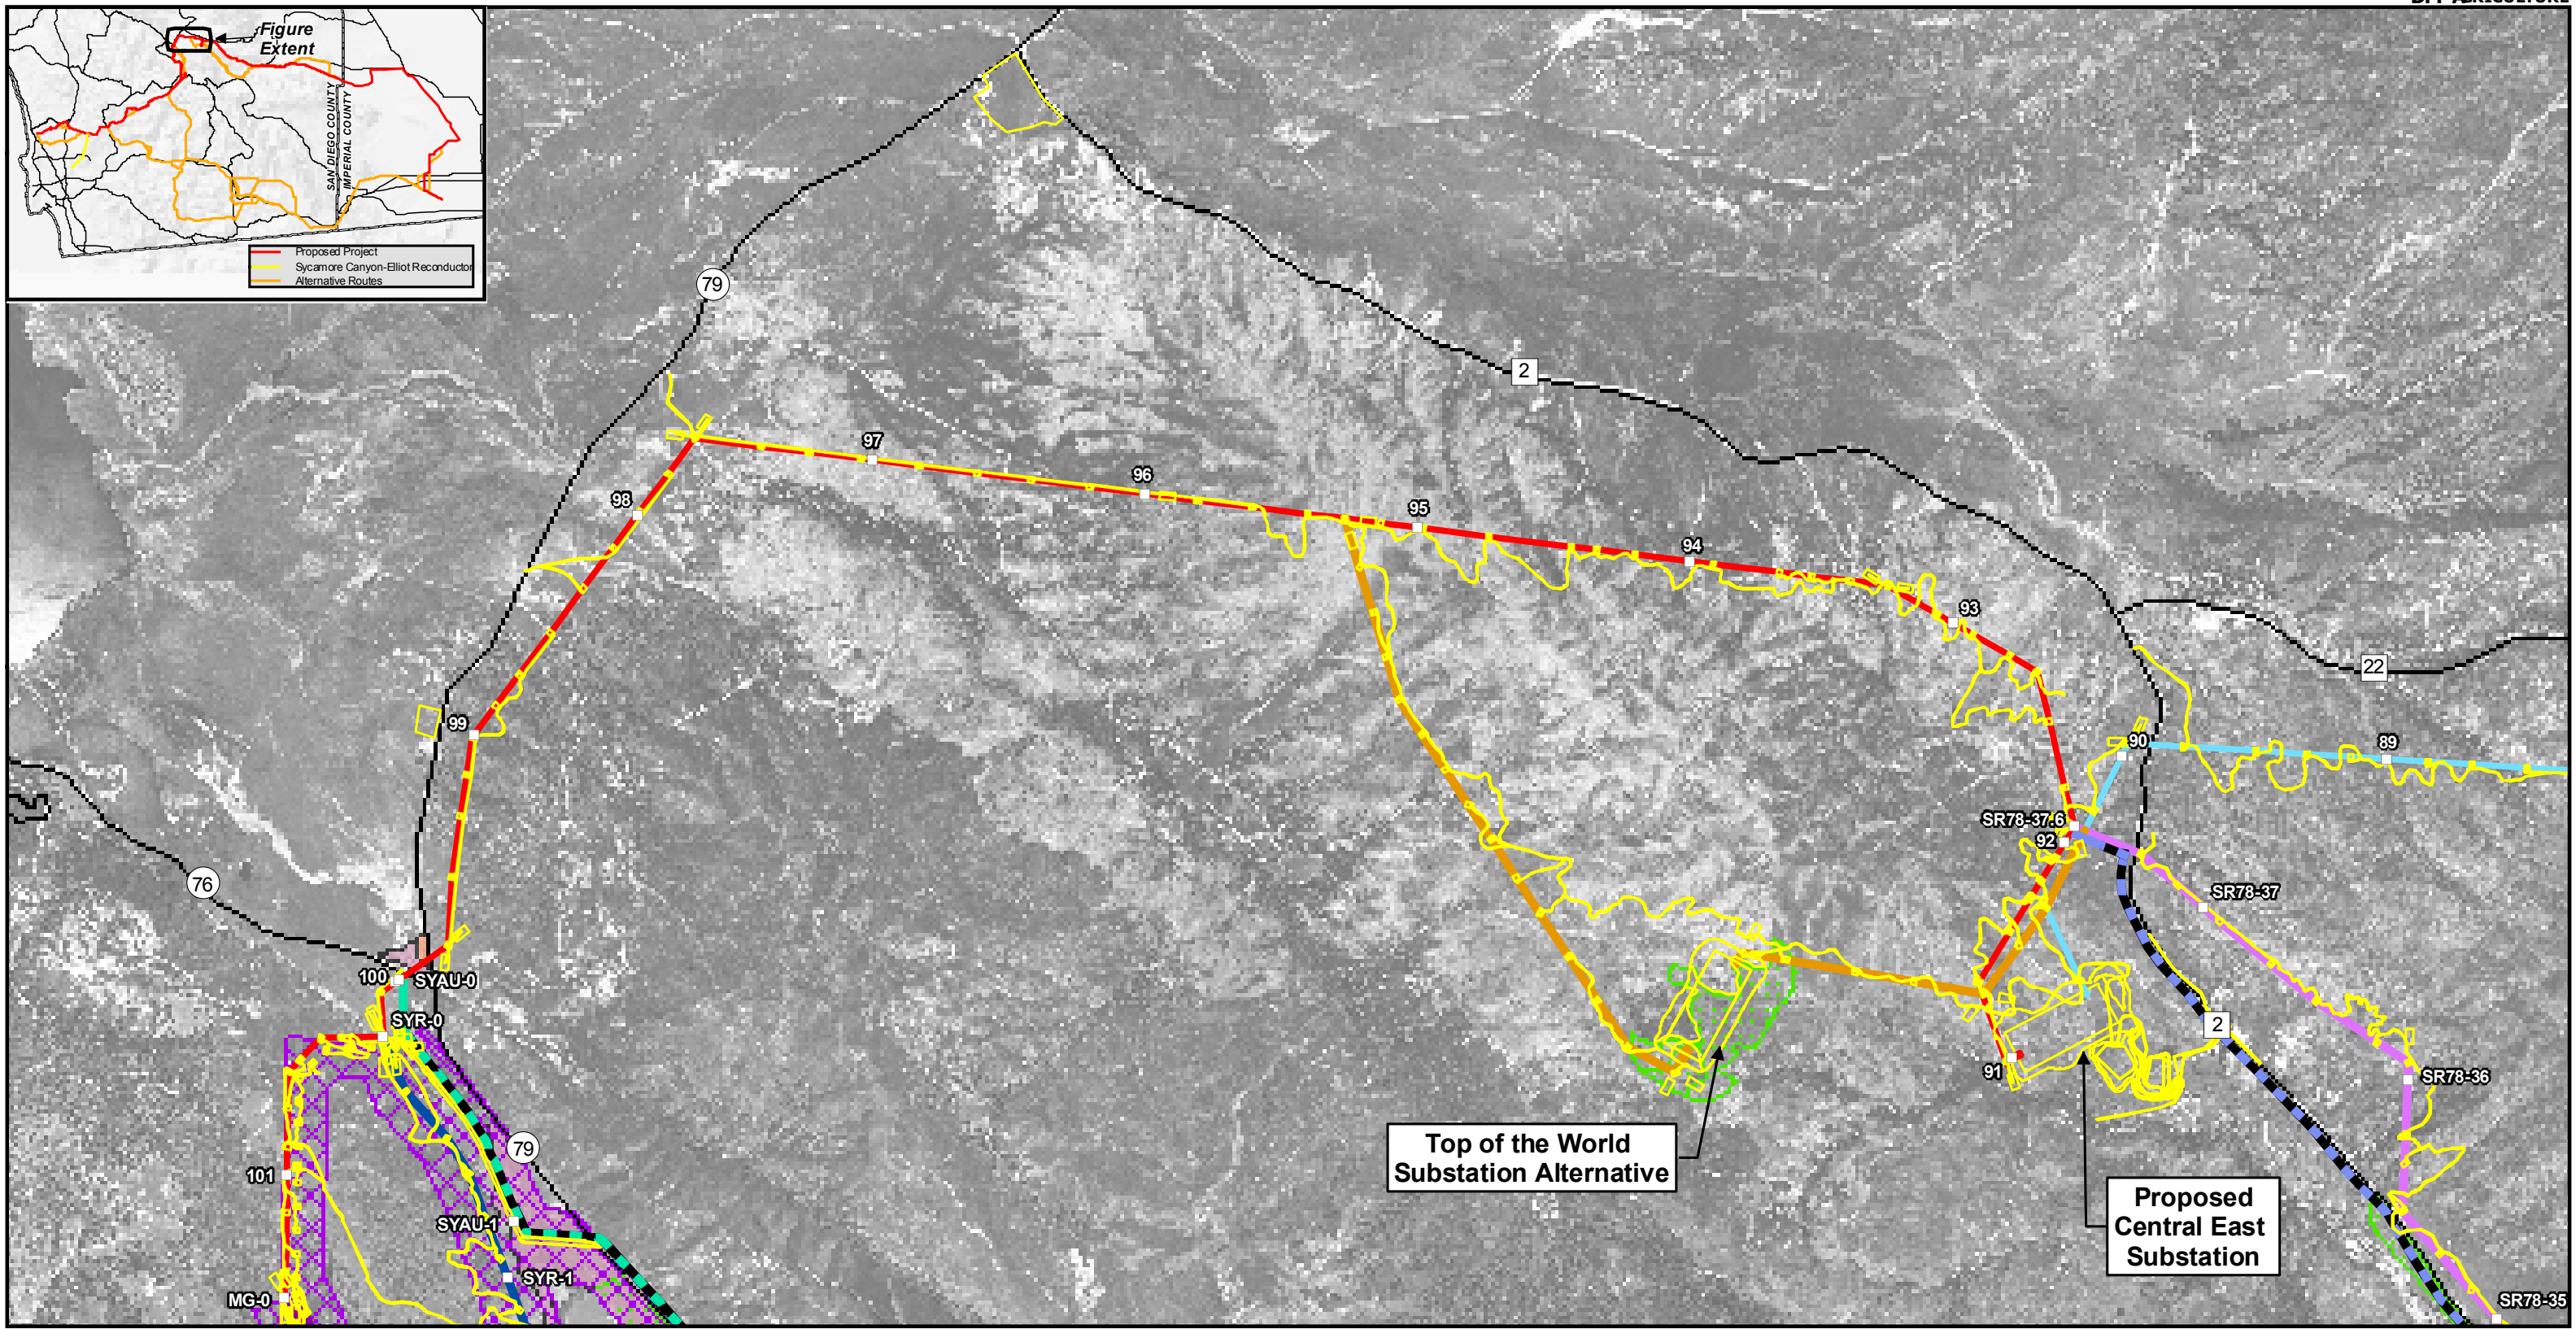 Figure
Extent
SAN DIEGO COUNTY
IMPERIAL COUNTY
Proposed Project
Sycamore Canyon-Elliot Reconductor
Alternative Routes
79
2
97
96
98
95
94
93
22
99
90
89
SR78-37.6
92
76
SR78-37
100
SYAU-0
SYR-0
2
91
SR78-36
79
Top of the World
Substation Alternative
101
Proposed
Central East
Substation
SYAU-1
SYR-1
MG-0
SR78-35